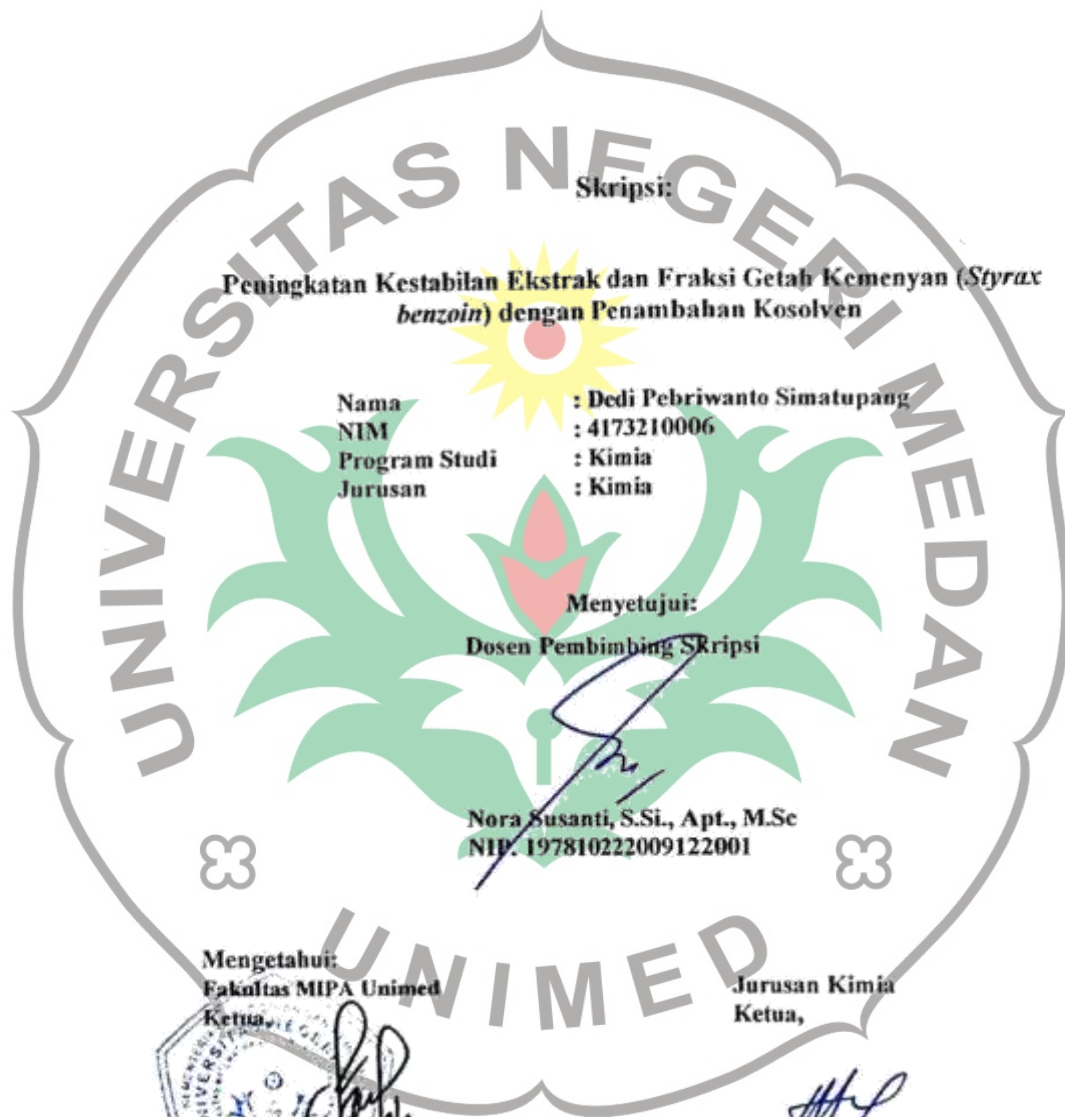 UNIVERSITAS NEGERI MEDAN
Skripsi:
Peningkatan Kestabilan Ekstrak dan Fraksi Getah Kemenyan (Styrax
benzoin) dengan Penambahan Kosolven
Nama : Dedi Pebriwanto Simatupang
NIM : 4173210006
Program Studi : Kimia
Jurusan : Kimia
Menyetujui:
Dosen Pembimbing SKripsi
Nora Susanti, S.Si., Apt., M.Sc
NIP. 197810222009122001
UNIMED
Mengetahui:
Fakultas MIPA Unimed
Ketua,
Jurusan Kimia
Ketua,